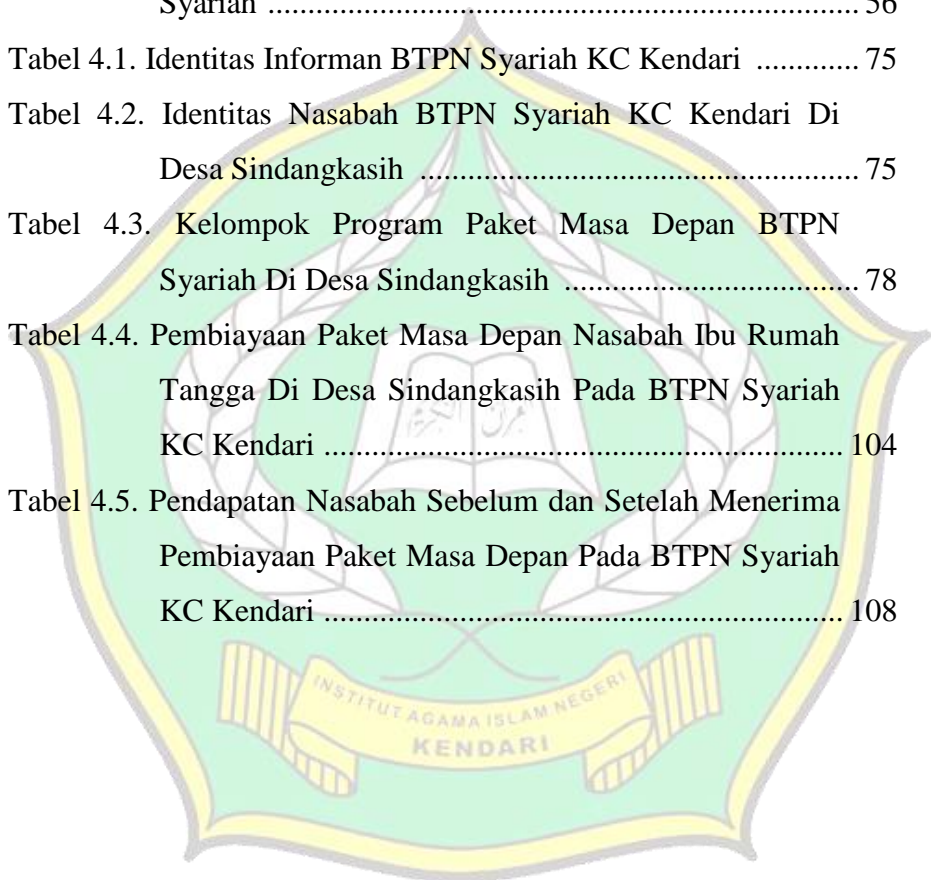 Syariah ........................................................................... 56
Tabel 4.1. Identitas Informan BTPN Syariah KC Kendari ............. 75
Tabel 4.2. Identitas Nasabah BTPN Syariah KC Kendari Di
Desa Sindangkasih ....................................................... 75
Tabel 4.3. Kelompok Program Paket Masa Depan BTPN
Syariah Di Desa Sindangkasih ..................................... 78
Tabel 4.4. Pembiayaan Paket Masa Depan Nasabah Ibu Rumah
Tangga Di Desa Sindangkasih Pada BTPN Syariah
KC Kendari ................................................................. 104
Tabel 4.5. Pendapatan Nasabah Sebelum dan Setelah Menerima
Pembiayaan Paket Masa Depan Pada BTPN Syariah
KC Kendari ................................................................. 108
INSTITUT AGAMA ISLAM NEGERI
KENDARI